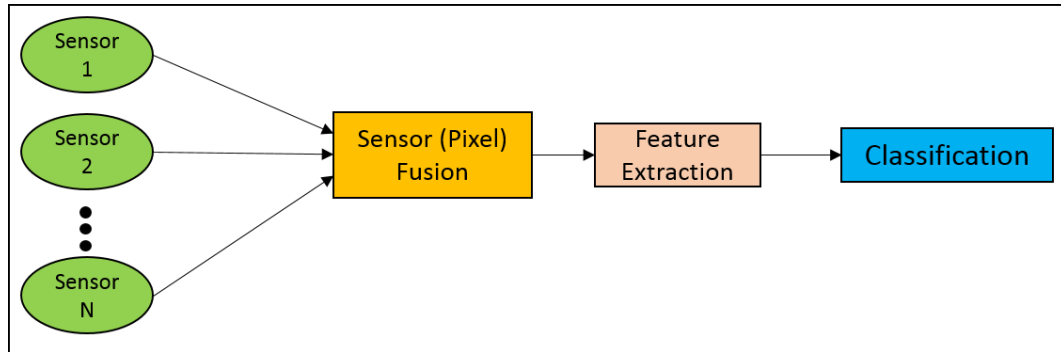 Sensor
1
Sensor
2
Sensor
N
Sensor (Pixel)
Fusion
Feature
Extraction
Classification